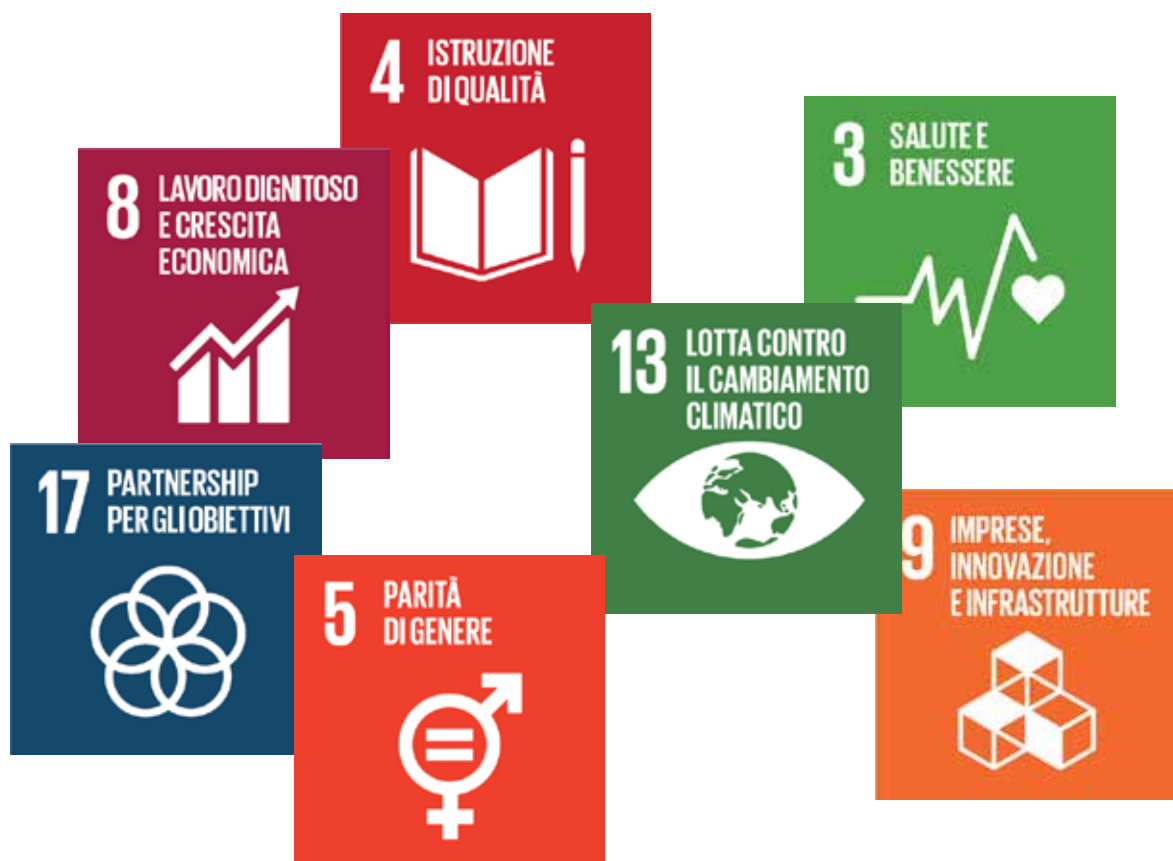 4 ISTRUZIONE
DI QUALITÀ
3 SALUTE E
BENESSERE
8 LAVORO DIGNITOSO
E CRESCITA
ECONOMICA
13 LOTTA CONTRO
IL CAMBIAMENTO
CLIMATICO
17 PARTNERSHIP
PER GLI OBIETTIVI
9 IMPRESE,
INNOVAZIONE
E INFRASTRUTTURE
5 PARITÀ
DI GENERE